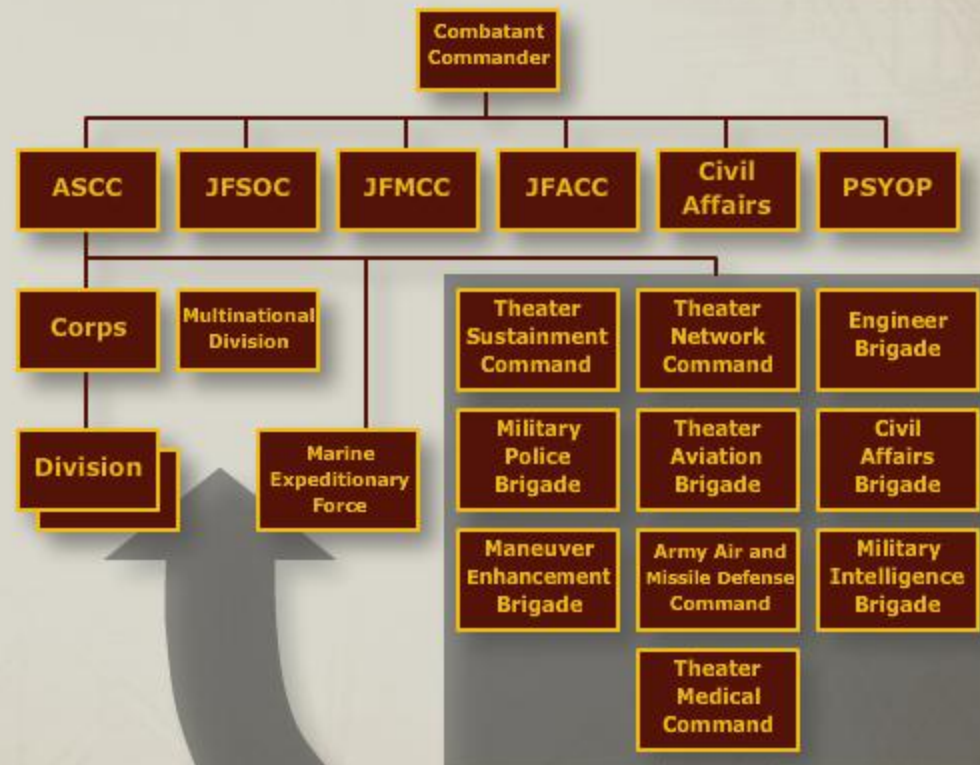 Combatant
Commander
ASCC
JFSOC
JFMCC
JFACC
Civil
Affairs
PSYOP
Corps
Multinational
Division
Division
Marine
Expeditionary
Force
Theater
Sustainment
Command
Theater
Network
Command
Engineer
Brigade
Military
Police
Brigade
Theater
Aviation
Brigade
Civil
Affairs
Brigade
Maneuver
Enhancement
Brigade
Army Air and
Missile Defense
Command
Military
Intelligence
Brigade
Theater
Medical
Command